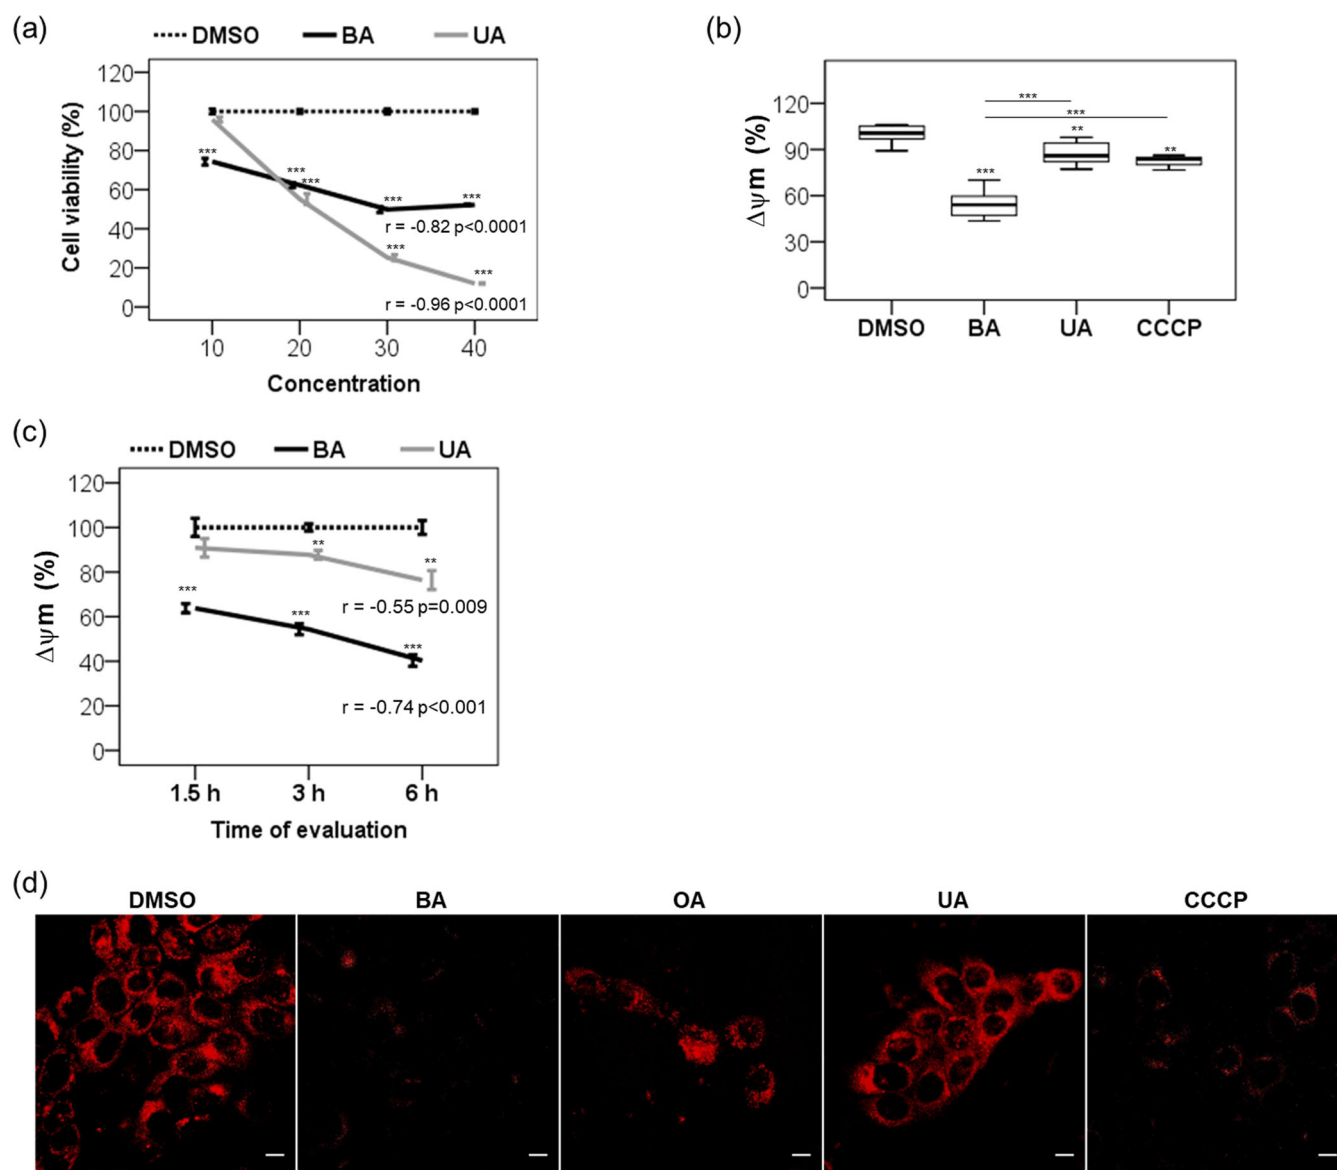 (a)
DMSO BA UA
Cell viability (%)
120
100
80
60
40
20
0
***
***
***
***
***
***
***
r = -0.82 p<0.0001
r = -0.96 p<0.0001
10 20 30 40
Concentration
(b)
Δψm (%)
120
90
60
30
0
***
***
**
**
***
DMSO BA UA CCCP
(c)
DMSO BA UA
Δψm (%)
120
100
80
60
40
20
0
**
**
***
***
***
r = -0.55 p=0.009
r = -0.74 p<0.001
1.5 h 3 h 6 h
Time of evaluation
(d)
DMSO BA OA UA CCCP